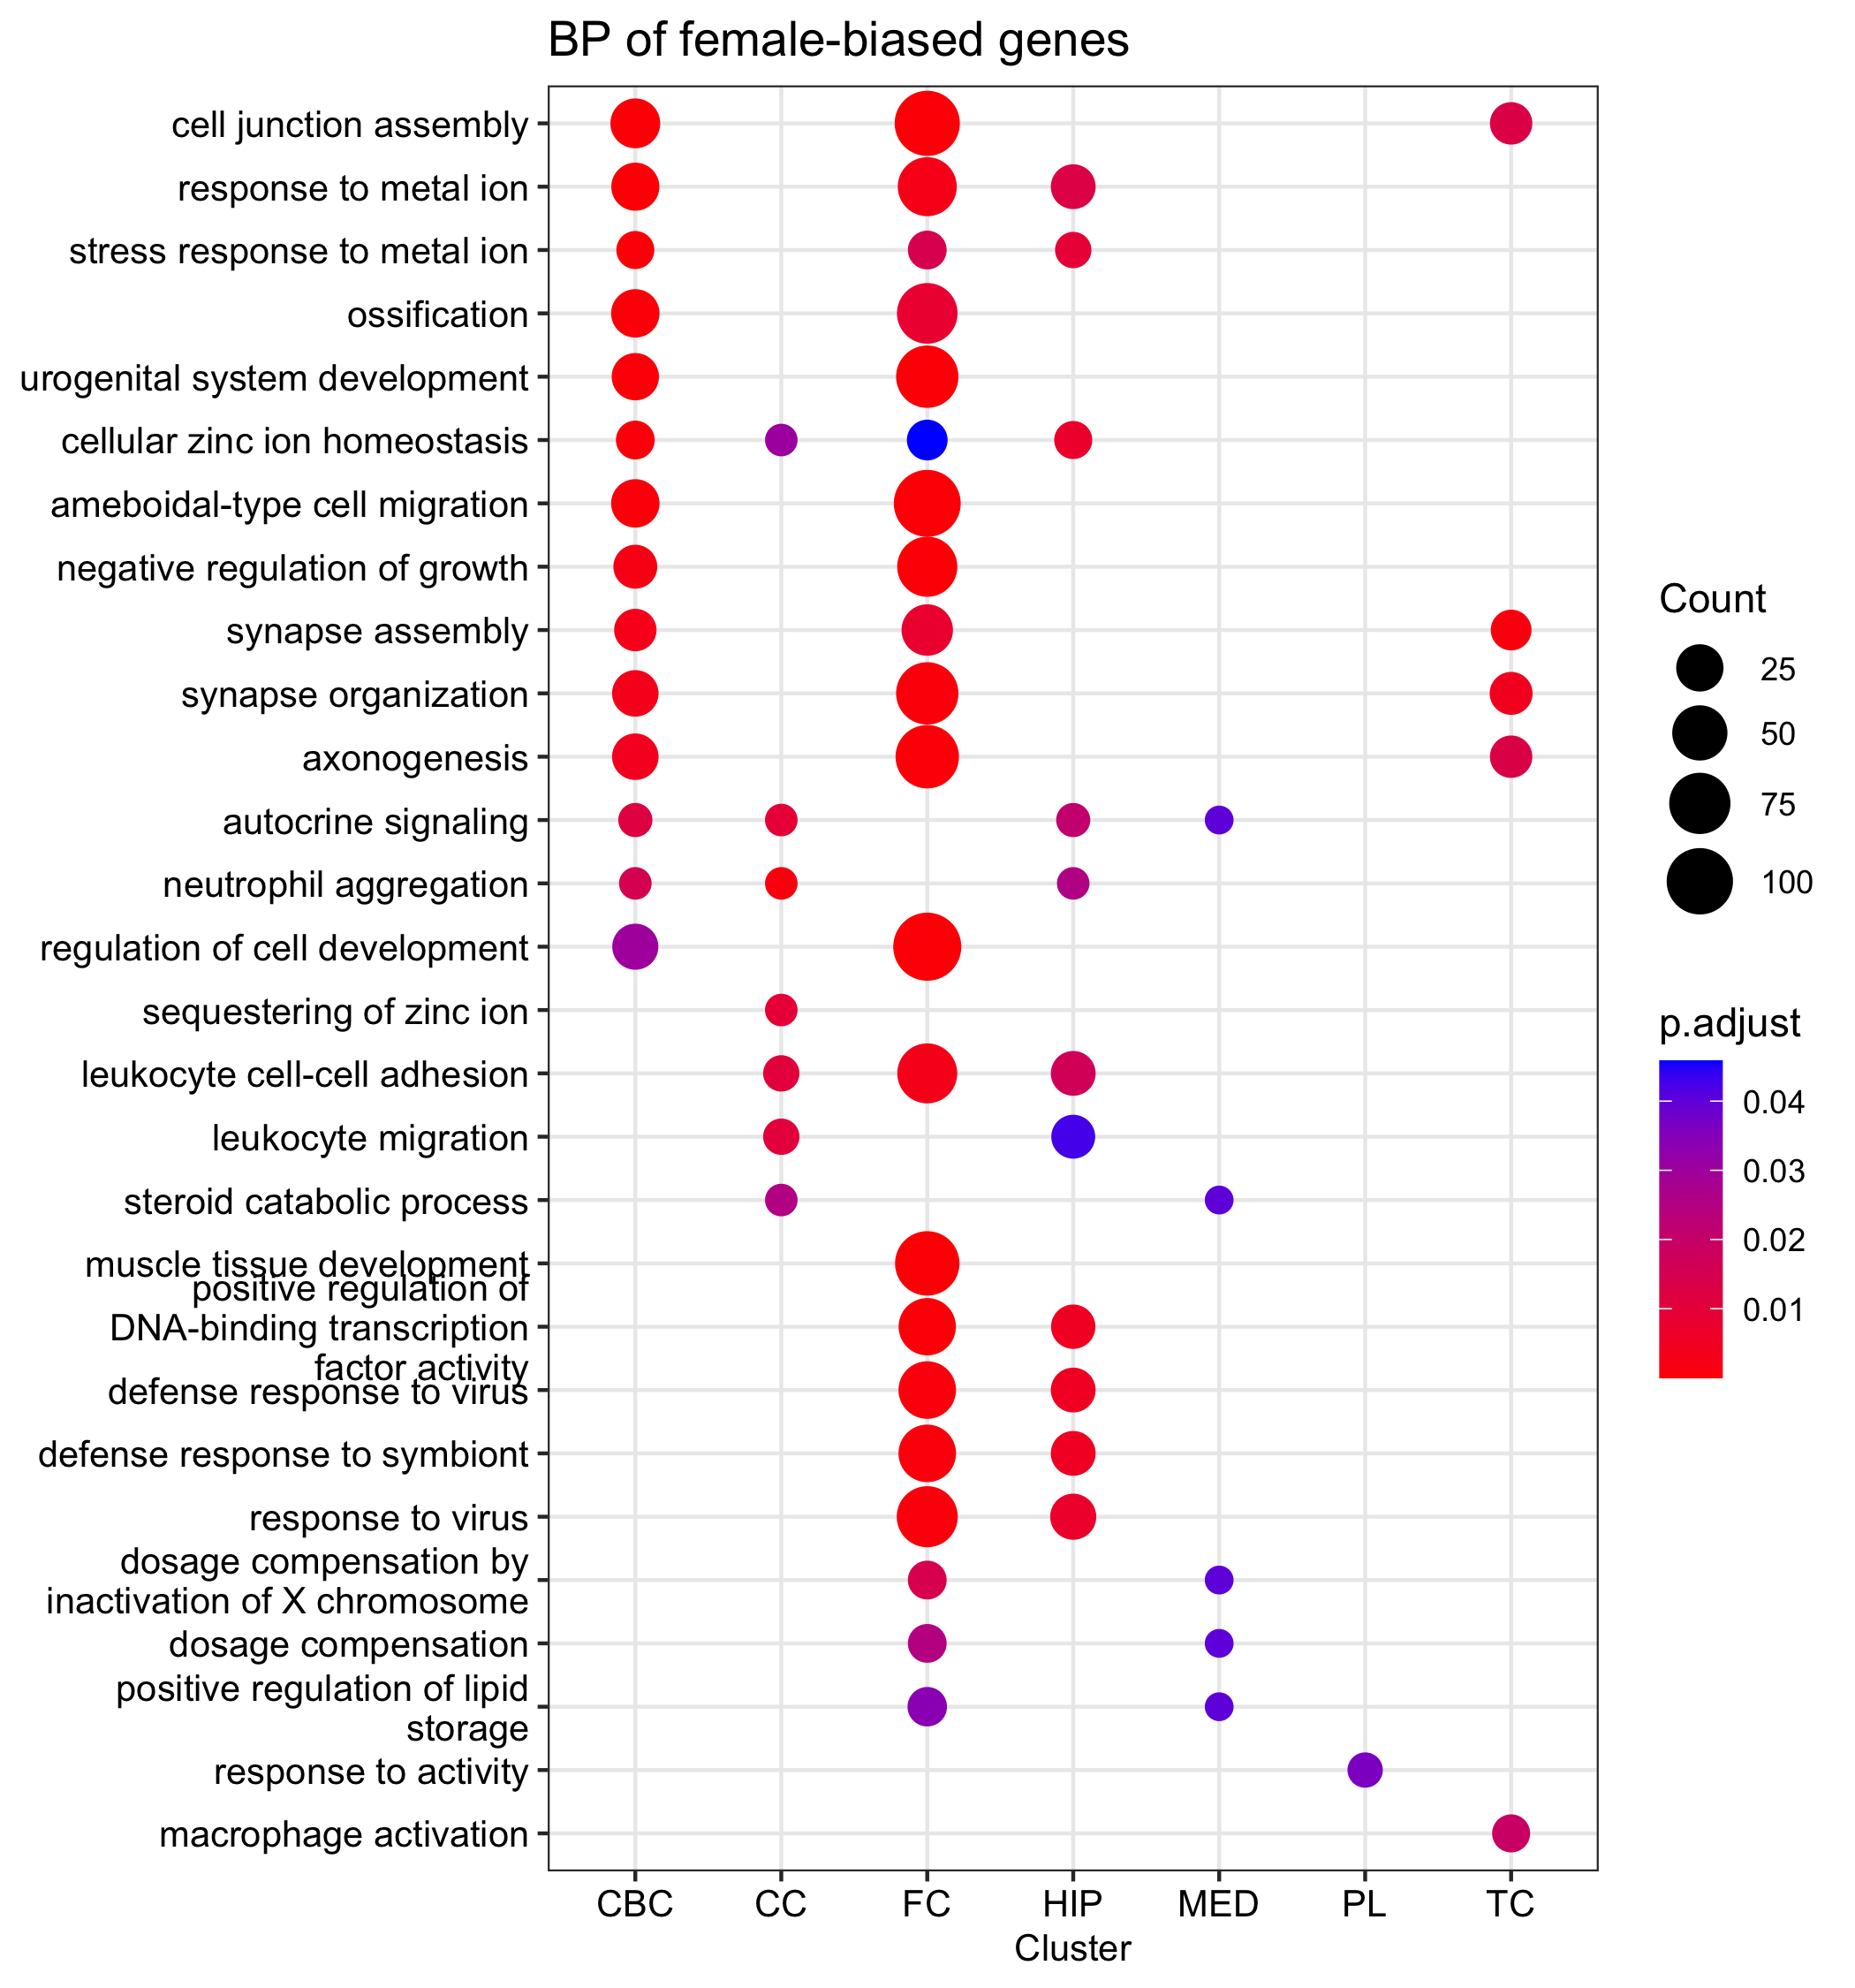 BP of female-biased genes
cell junction assembly
response to metal ion
stress response to metal ion
ossification
urogenital system development
cellular zinc ion homeostasis
ameboidal-type cell migration
negative regulation of growth
synapse assembly
synapse organization
axonogenesis
autocrine signaling
neutrophil aggregation
regulation of cell development
sequestering of zinc ion
leukocyte cell-cell adhesion
leukocyte migration
steroid catabolic process
muscle tissue development
positive regulation of
DNA-binding transcription
factor activity
defense response to virus
defense response to symbiont
response to virus
dosage compensation by
inactivation of X chromosome
dosage compensation
positive regulation of lipid
storage
response to activity
macrophage activation
CBC CC FC HIP MED PL TC
Cluster
Count
25
50
75
100
p.adjust
0.04
0.03
0.02
0.01